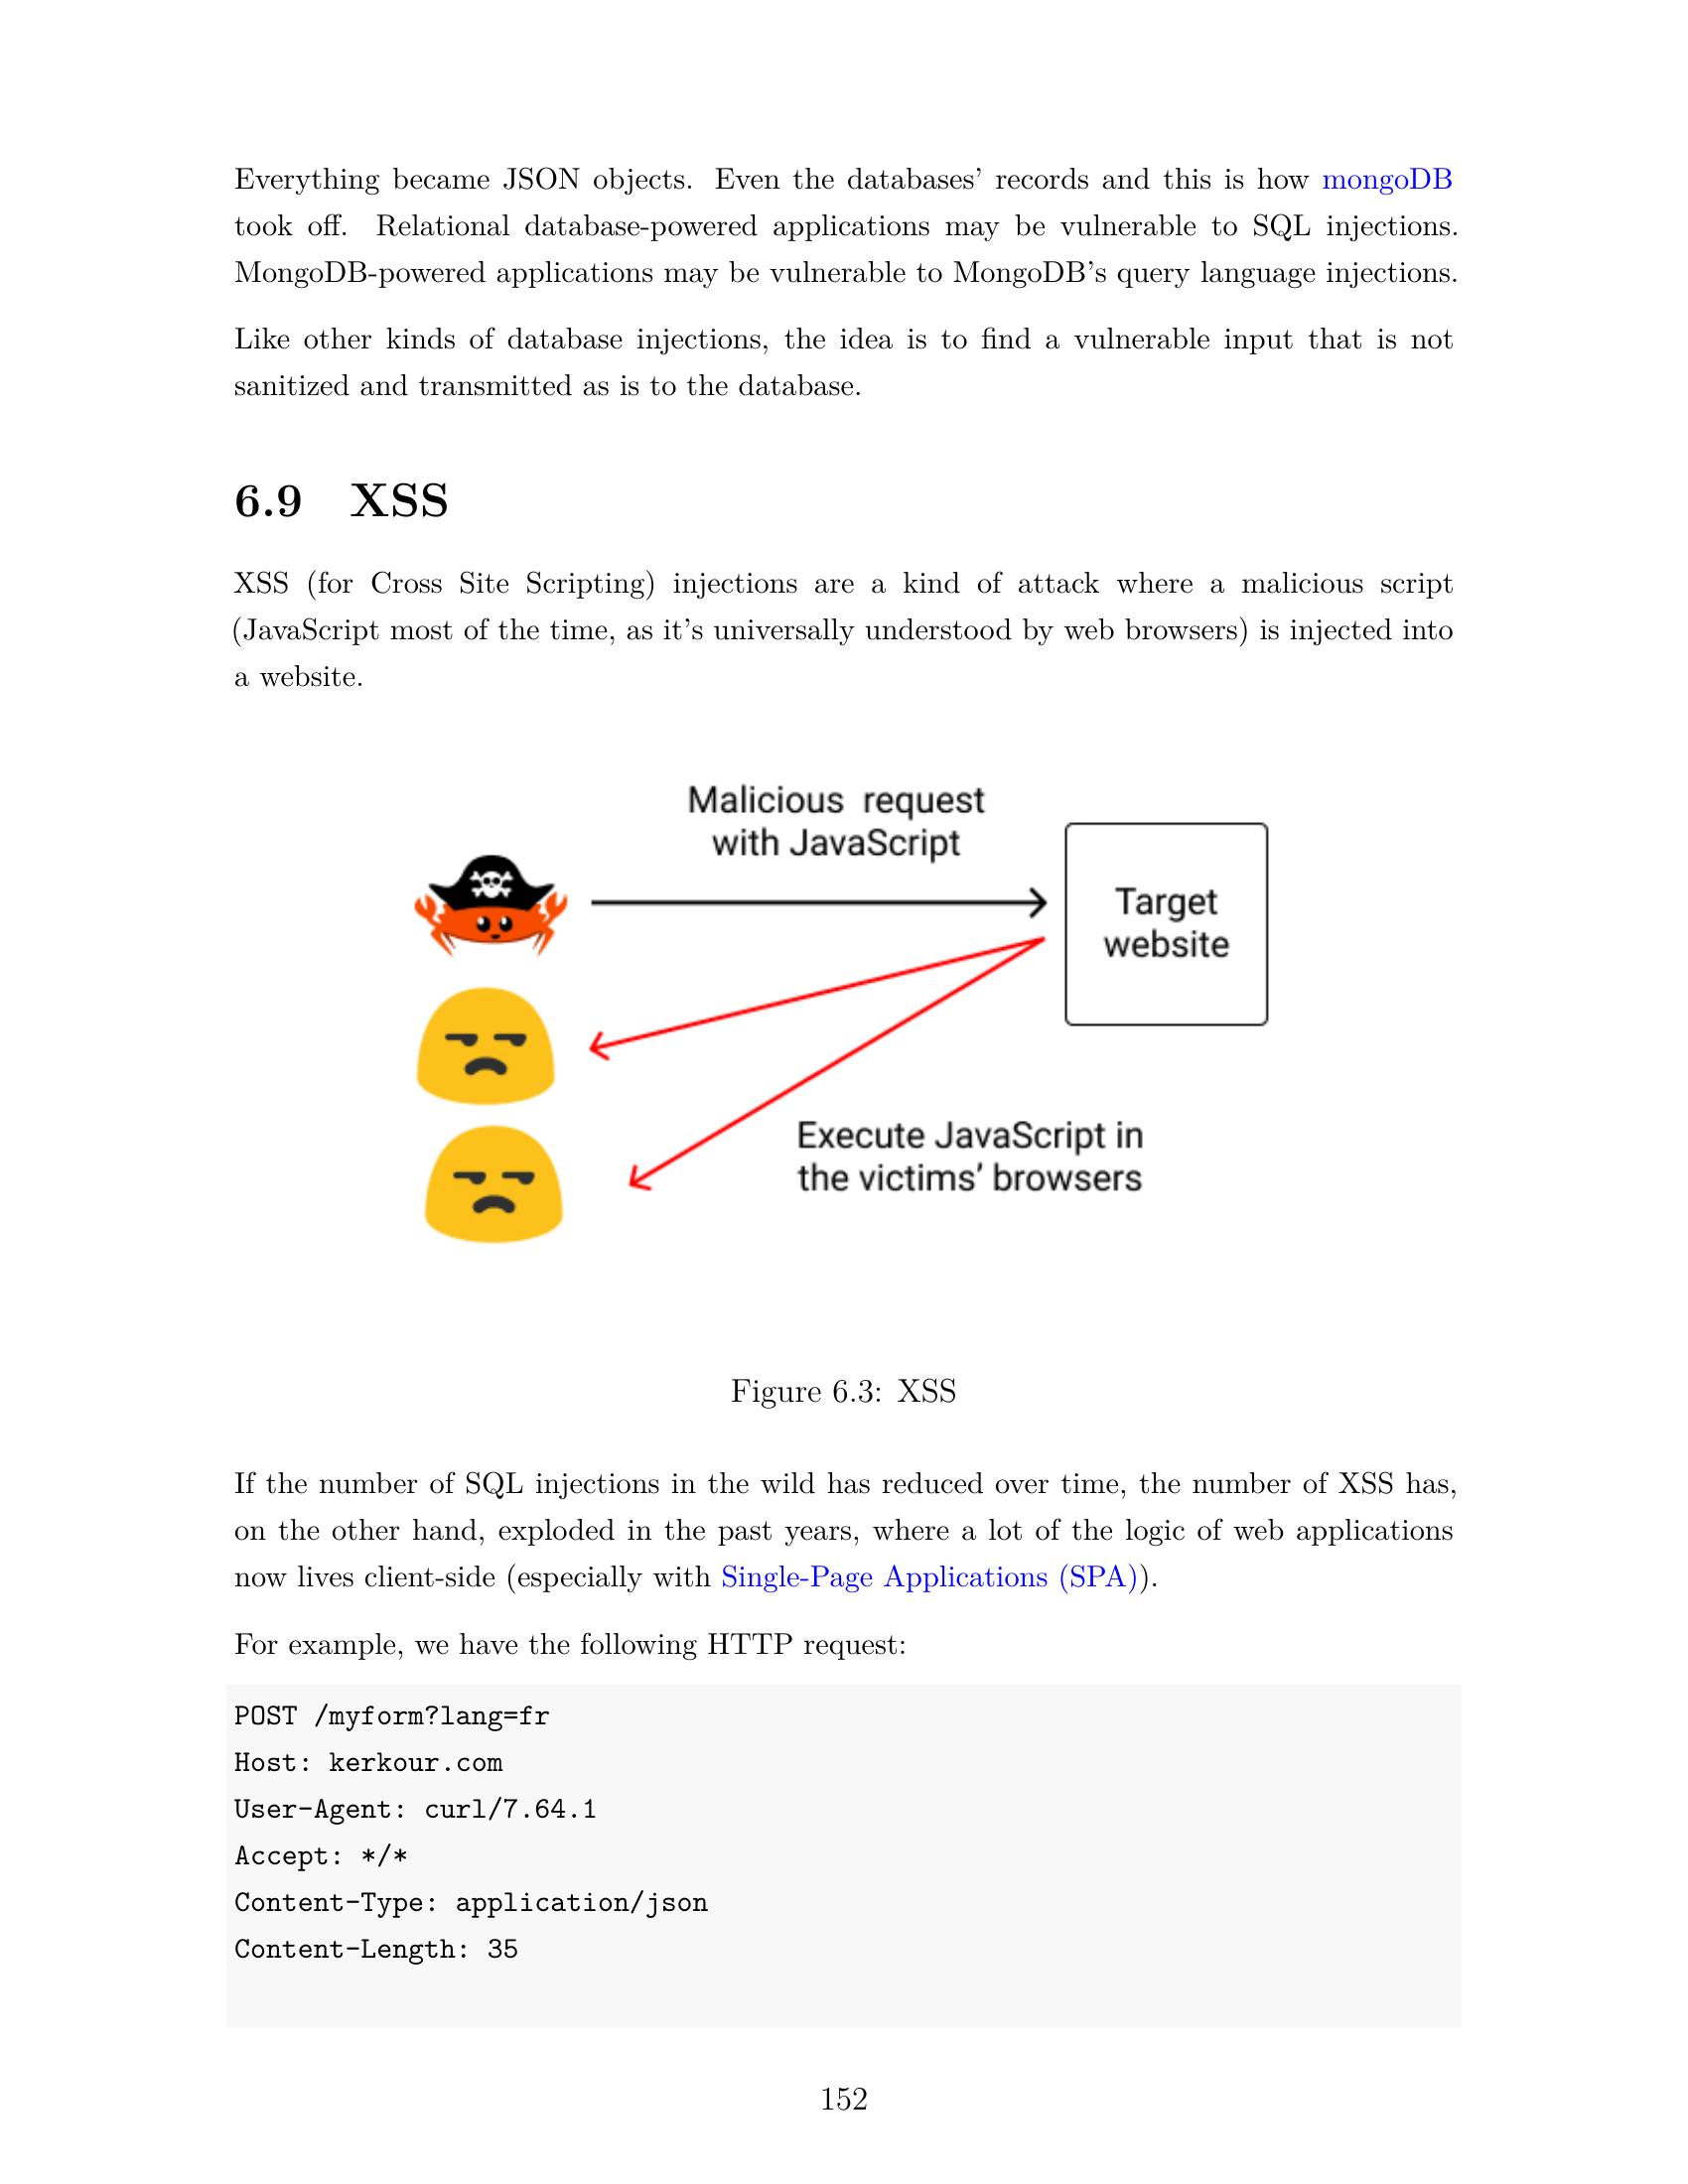 Everything became JSON objects. Even the databases’ records and this is how mongoDB
took off. Relational database-powered applications may be vulnerable to SQL injections.
MongoDB-powered applications may be vulnerable to MongoDB’s query language injections.
Like other kinds of database injections, the idea is to find a vulnerable input that is not
sanitized and transmitted as is to the database.
6.9 XSS
XSS (for Cross Site Scripting) injections are a kind of attack where a malicious script
(JavaScript most of the time, as it’s universally understood by web browsers) is injected into
a website.
Malicious request
with JavaScript
Target
website
Execute JavaScript in
the victims’ browsers
Figure 6.3: XSS
If the number of SQL injections in the wild has reduced over time, the number of XSS has,
on the other hand, exploded in the past years, where a lot of the logic of web applications
now lives client-side (especially with Single-Page Applications (SPA)).
For example, we have the following HTTP request:
POST /myform?lang=fr
Host: kerkour.com
User-Agent: curl/7.64.1
Accept: */*
Content-Type: application/json
Content-Length: 35
152